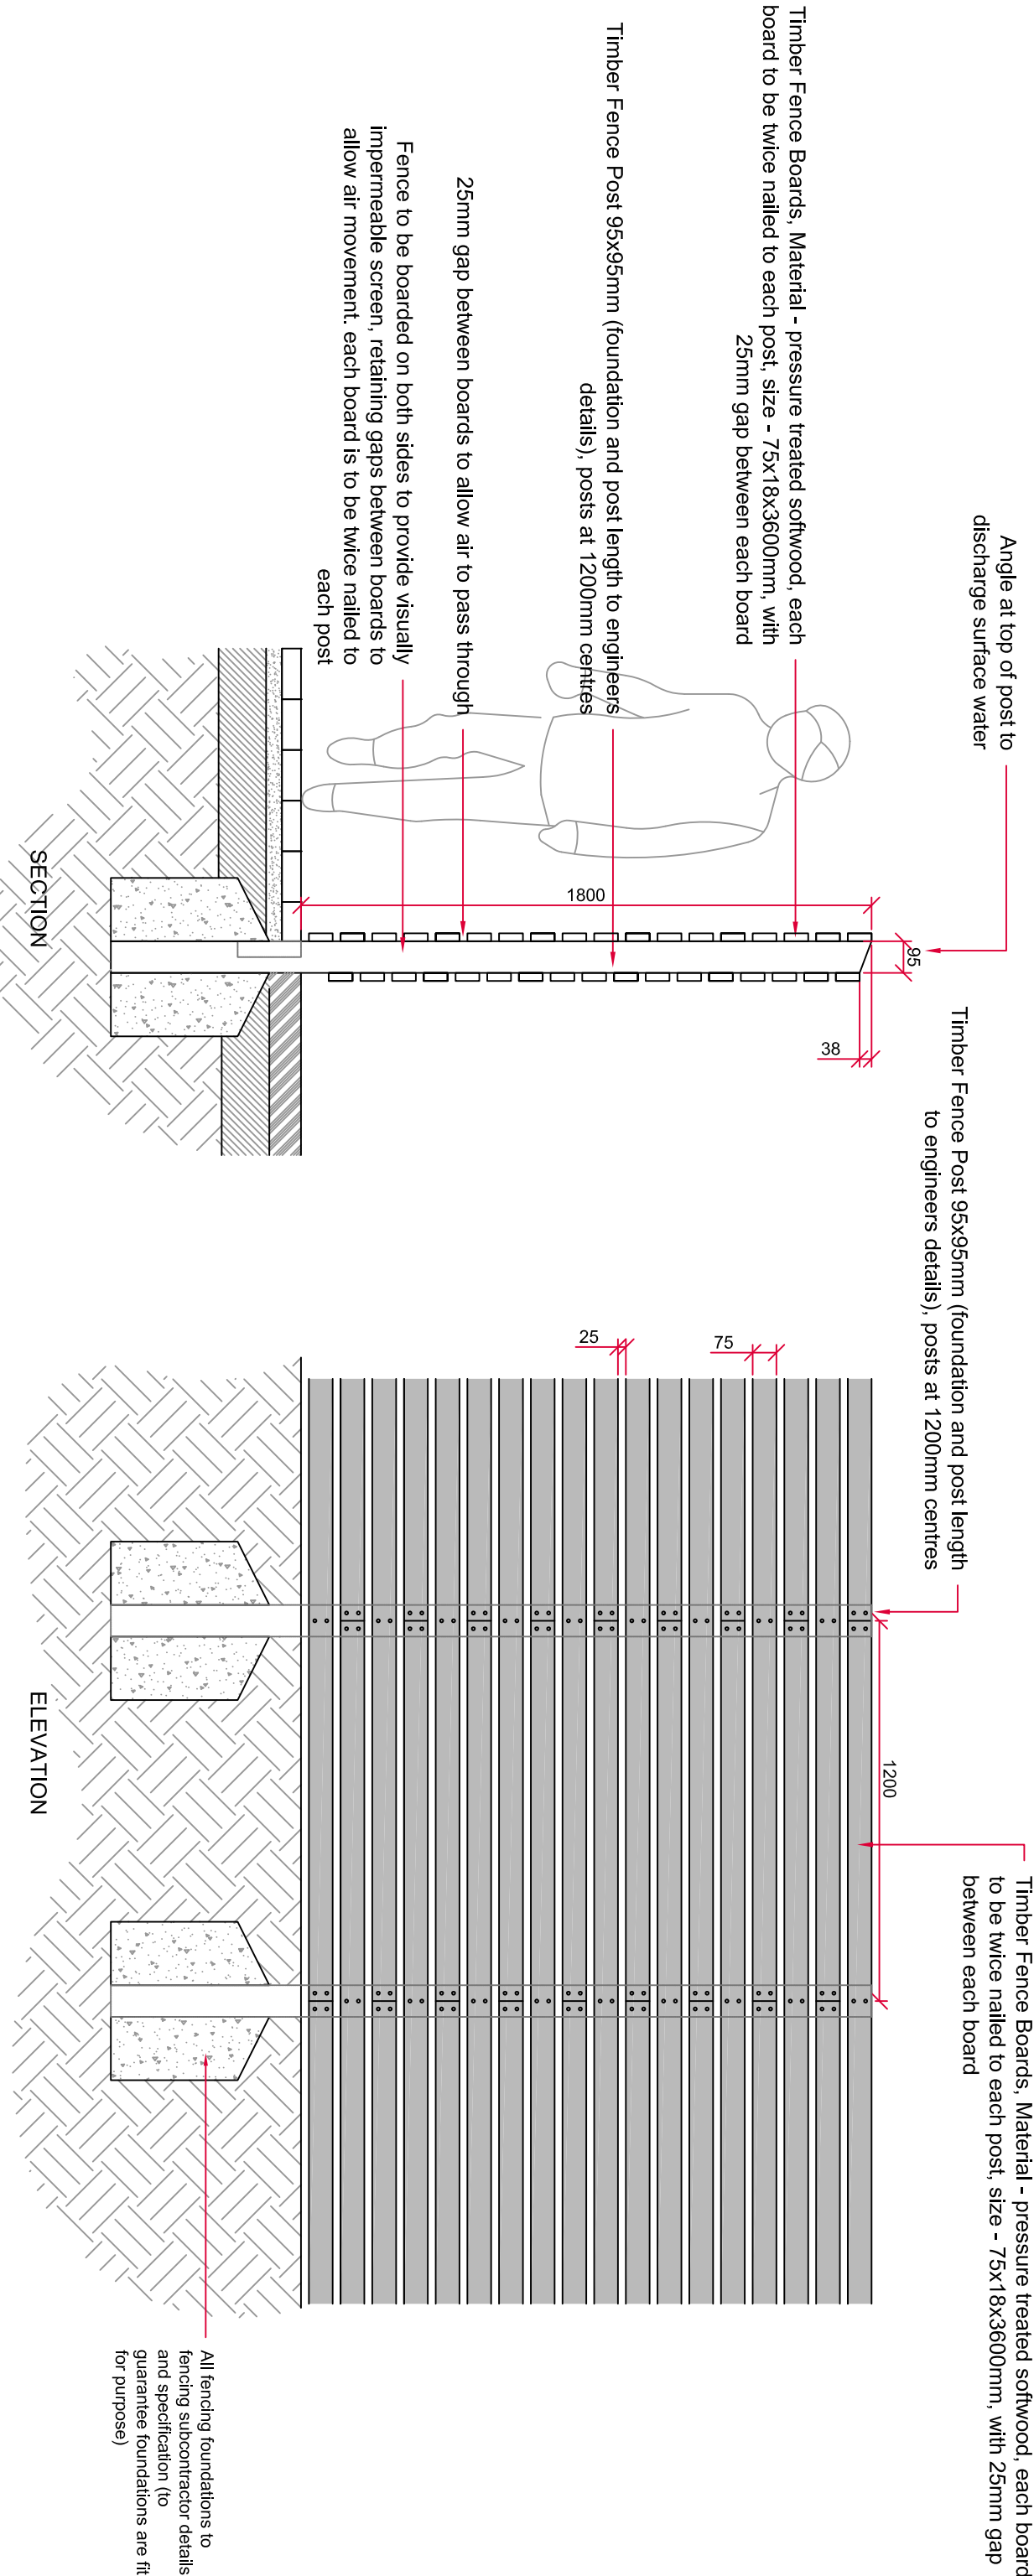 Angle at top of post to
discharge surface water
Timber Fence Boards, Material - pressure treated softwood, each
board to be twice nailed to each post, size - 75x18x3600mm, with
25mm gap between each board
Timber Fence Post 95x95mm (foundation and post length to engineers
details), posts at 1200mm centres
25mm gap between boards to allow air to pass through
Fence to be boarded on both sides to provide visually
impermeable screen, retaining gaps between boards to
allow air movement. each board is to be twice nailed to
each post
1800
95
38
SECTION
Timber Fence Boards, Material - pressure treated softwood, each board
to be twice nailed to each post, size - 75x18x3600mm, with 25mm gap
between each board
Timber Fence Post 95x95mm (foundation and post length
to engineers details), posts at 1200mm centres
1200
75
25
All fencing foundations to
fencing subcontractor details
and specification (to
guarantee foundations are fit
for purpose)
ELEVATION